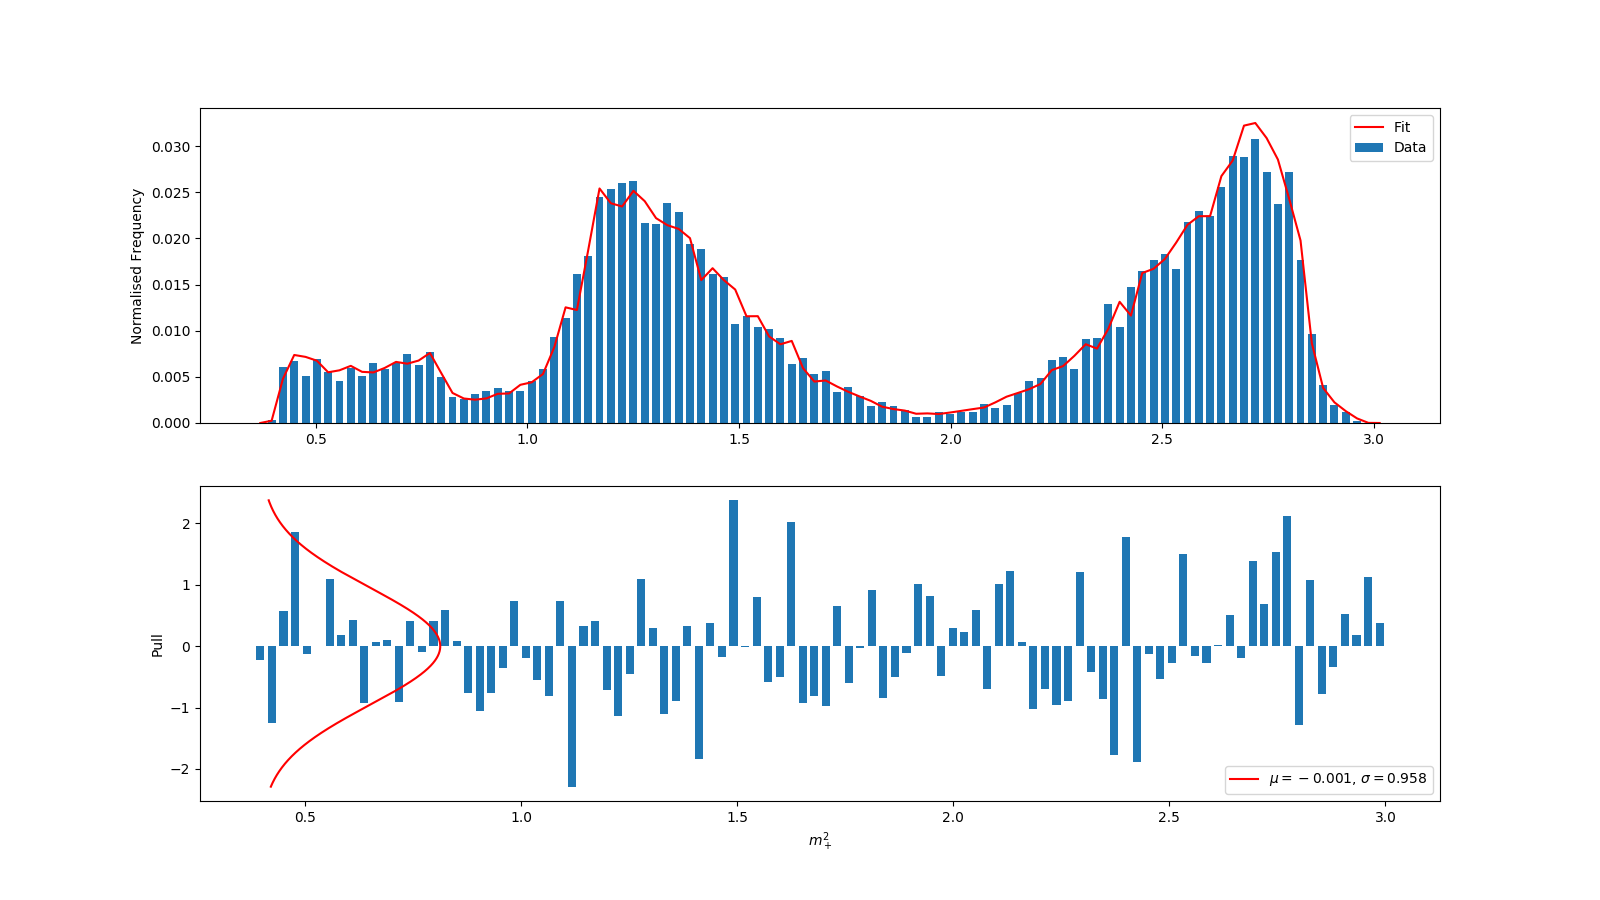 Fit
Data
0.030
0.025
0.020
0.015
0.010
0.005
0.000
Normalised Frequency
0.5 1.0 1.5 2.0 2.5 3.0
2
1
0
−1
−2
Pull
μ = −0.001, σ = 0.958
0.5 1.0 1.5 2.0 2.5 3.0
m²₊